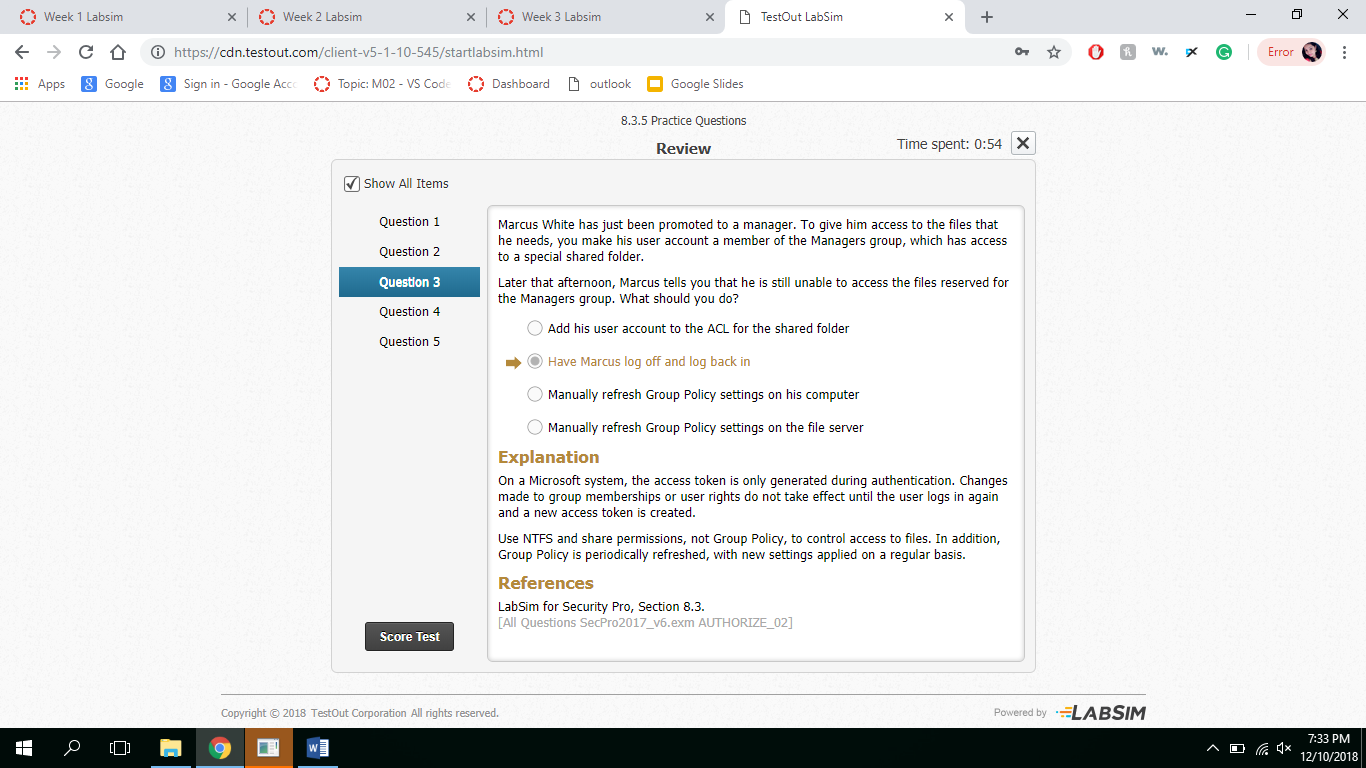 Week 1 Labsim
Week 2 Labsim
Week 3 Labsim
TestOut LabSim
https://cdn.testout.com/client-v5-1-10-545/startlabsim.html
Error
Apps
Google
Sign in - Google Acco
Topic: M02 - VS Code
Dashboard
outlook
Google Slides
8.3.5 Practice Questions
Review
Time spent: 0:54
Show All Items
Question 1
Question 2
Question 3
Question 4
Question 5
Score Test
Marcus White has just been promoted to a manager. To give him access to the files that
he needs, you make his user account a member of the Managers group, which has access
to a special shared folder.
Later that afternoon, Marcus tells you that he is still unable to access the files reserved for
the Managers group. What should you do?
Add his user account to the ACL for the shared folder
Have Marcus log off and log back in
Manually refresh Group Policy settings on his computer
Manually refresh Group Policy settings on the file server
Explanation
On a Microsoft system, the access token is only generated during authentication. Changes
made to group memberships or user rights do not take effect until the user logs in again
and a new access token is created.
Use NTFS and share permissions, not Group Policy, to control access to files. In addition,
Group Policy is periodically refreshed, with new settings applied on a regular basis.
References
LabSim for Security Pro, Section 8.3.
[All Questions SecPro2017_v6.exm AUTHORIZE_02]
Copyright © 2018 TestOut Corporation All rights reserved.
Powered by LABSIM
7:33 PM
12/10/2018